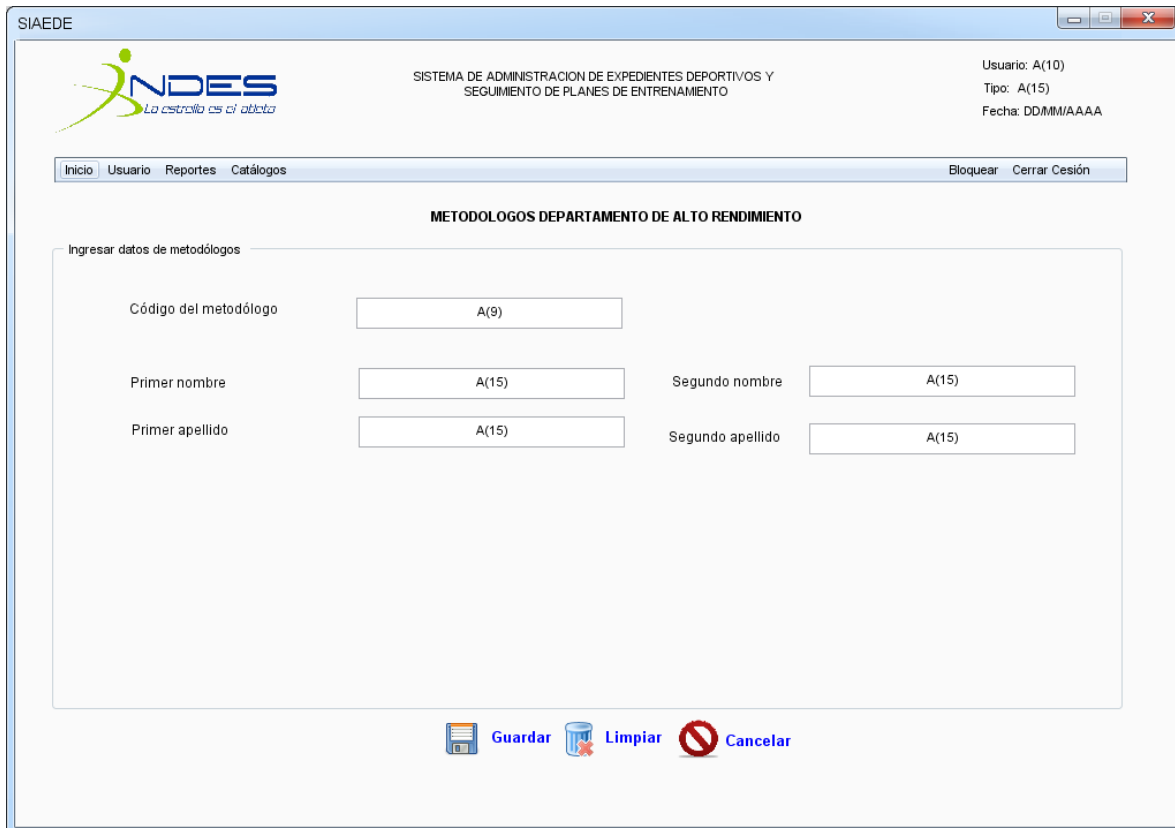 SIAEDE
INDES
La estrella es el atleta
SISTEMA DE ADMINISTRACION DE EXPEDIENTES DEPORTIVOS Y
SEGUIMIENTO DE PLANES DE ENTRENAMIENTO
Usuario: A(10)
Tipo: A(15)
Fecha: DD/MM/AAAA
Inicio Usuario Reportes Catálogos Bloquear Cerrar Cesión
METODOLOGOS DEPARTAMENTO DE ALTO RENDIMIENTO
Ingresar datos de metodólogos
Código del metodólogo A(9)
Primer nombre A(15) Segundo nombre A(15)
Primer apellido A(15) Segundo apellido A(15)
Guardar Limpiar Cancelar